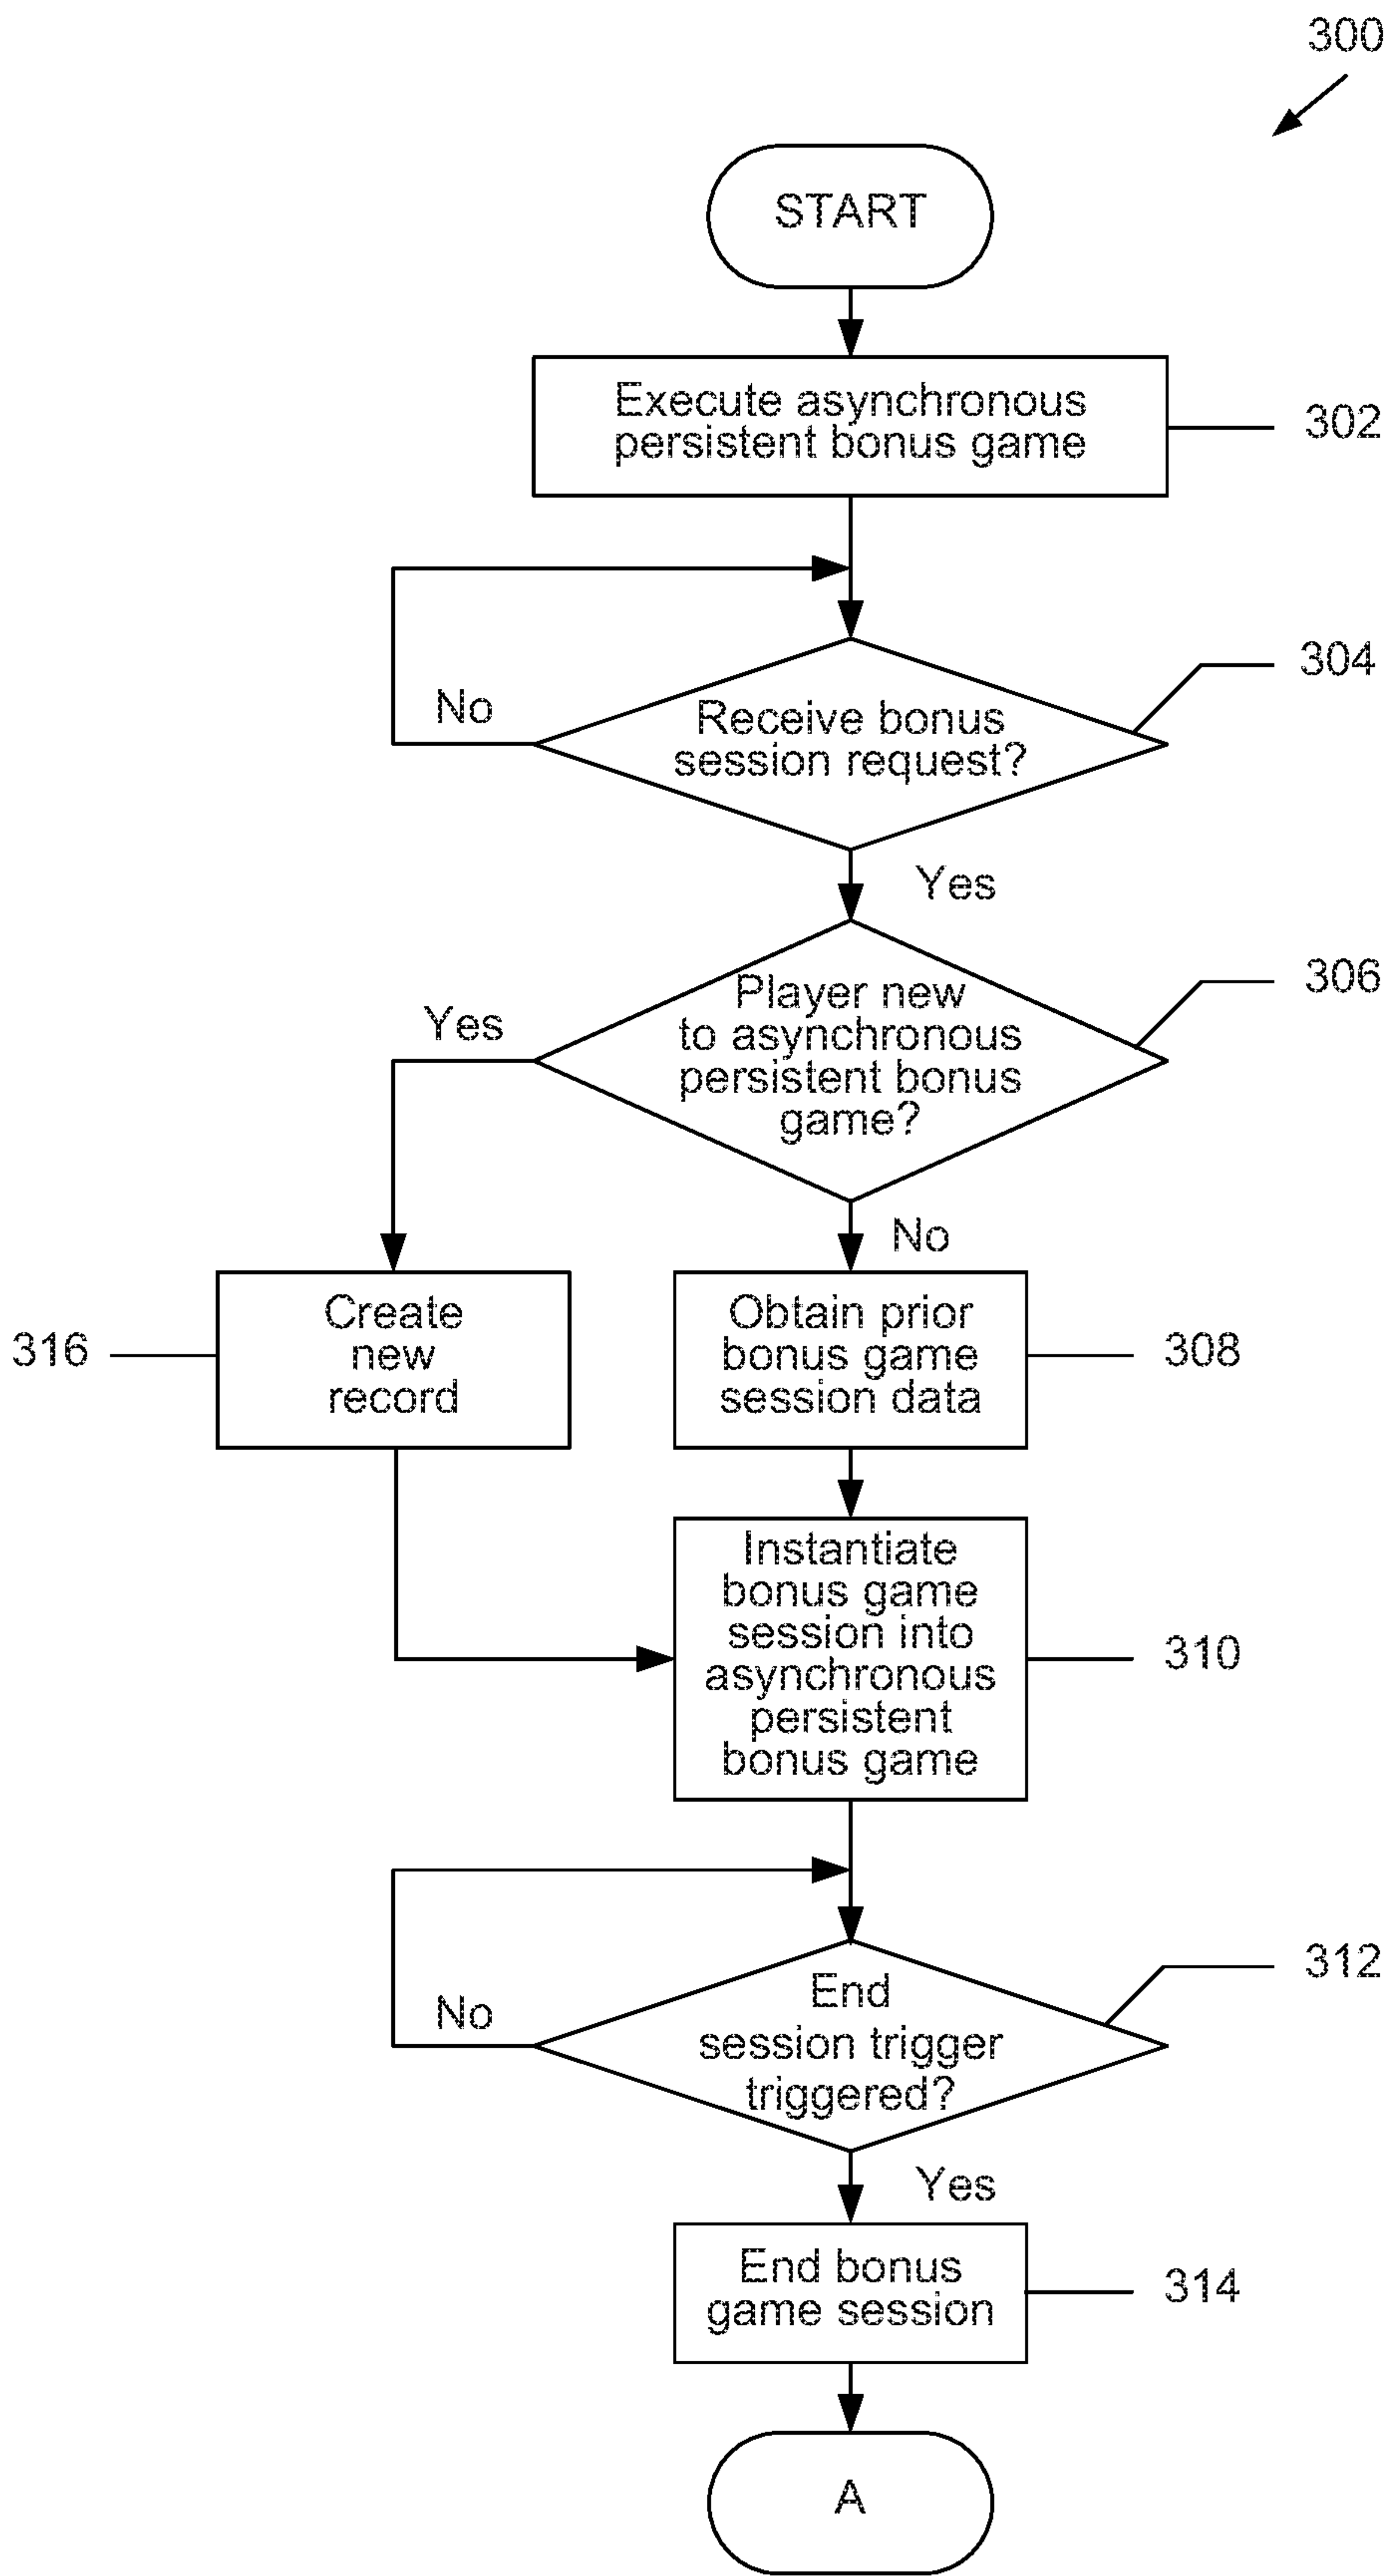 300
START
Execute asynchronous
persistent bonus game
302
304
No
Receive bonus
session request?
Yes
306
Player new
to asynchronous
persistent bonus
game?
Yes
No
Create
new
record
316
Obtain prior
bonus game
session data
308
Instantiate
bonus game
session into
asynchronous
persistent
bonus game
310
312
No
End
session trigger
triggered?
Yes
End bonus
game session
314
A